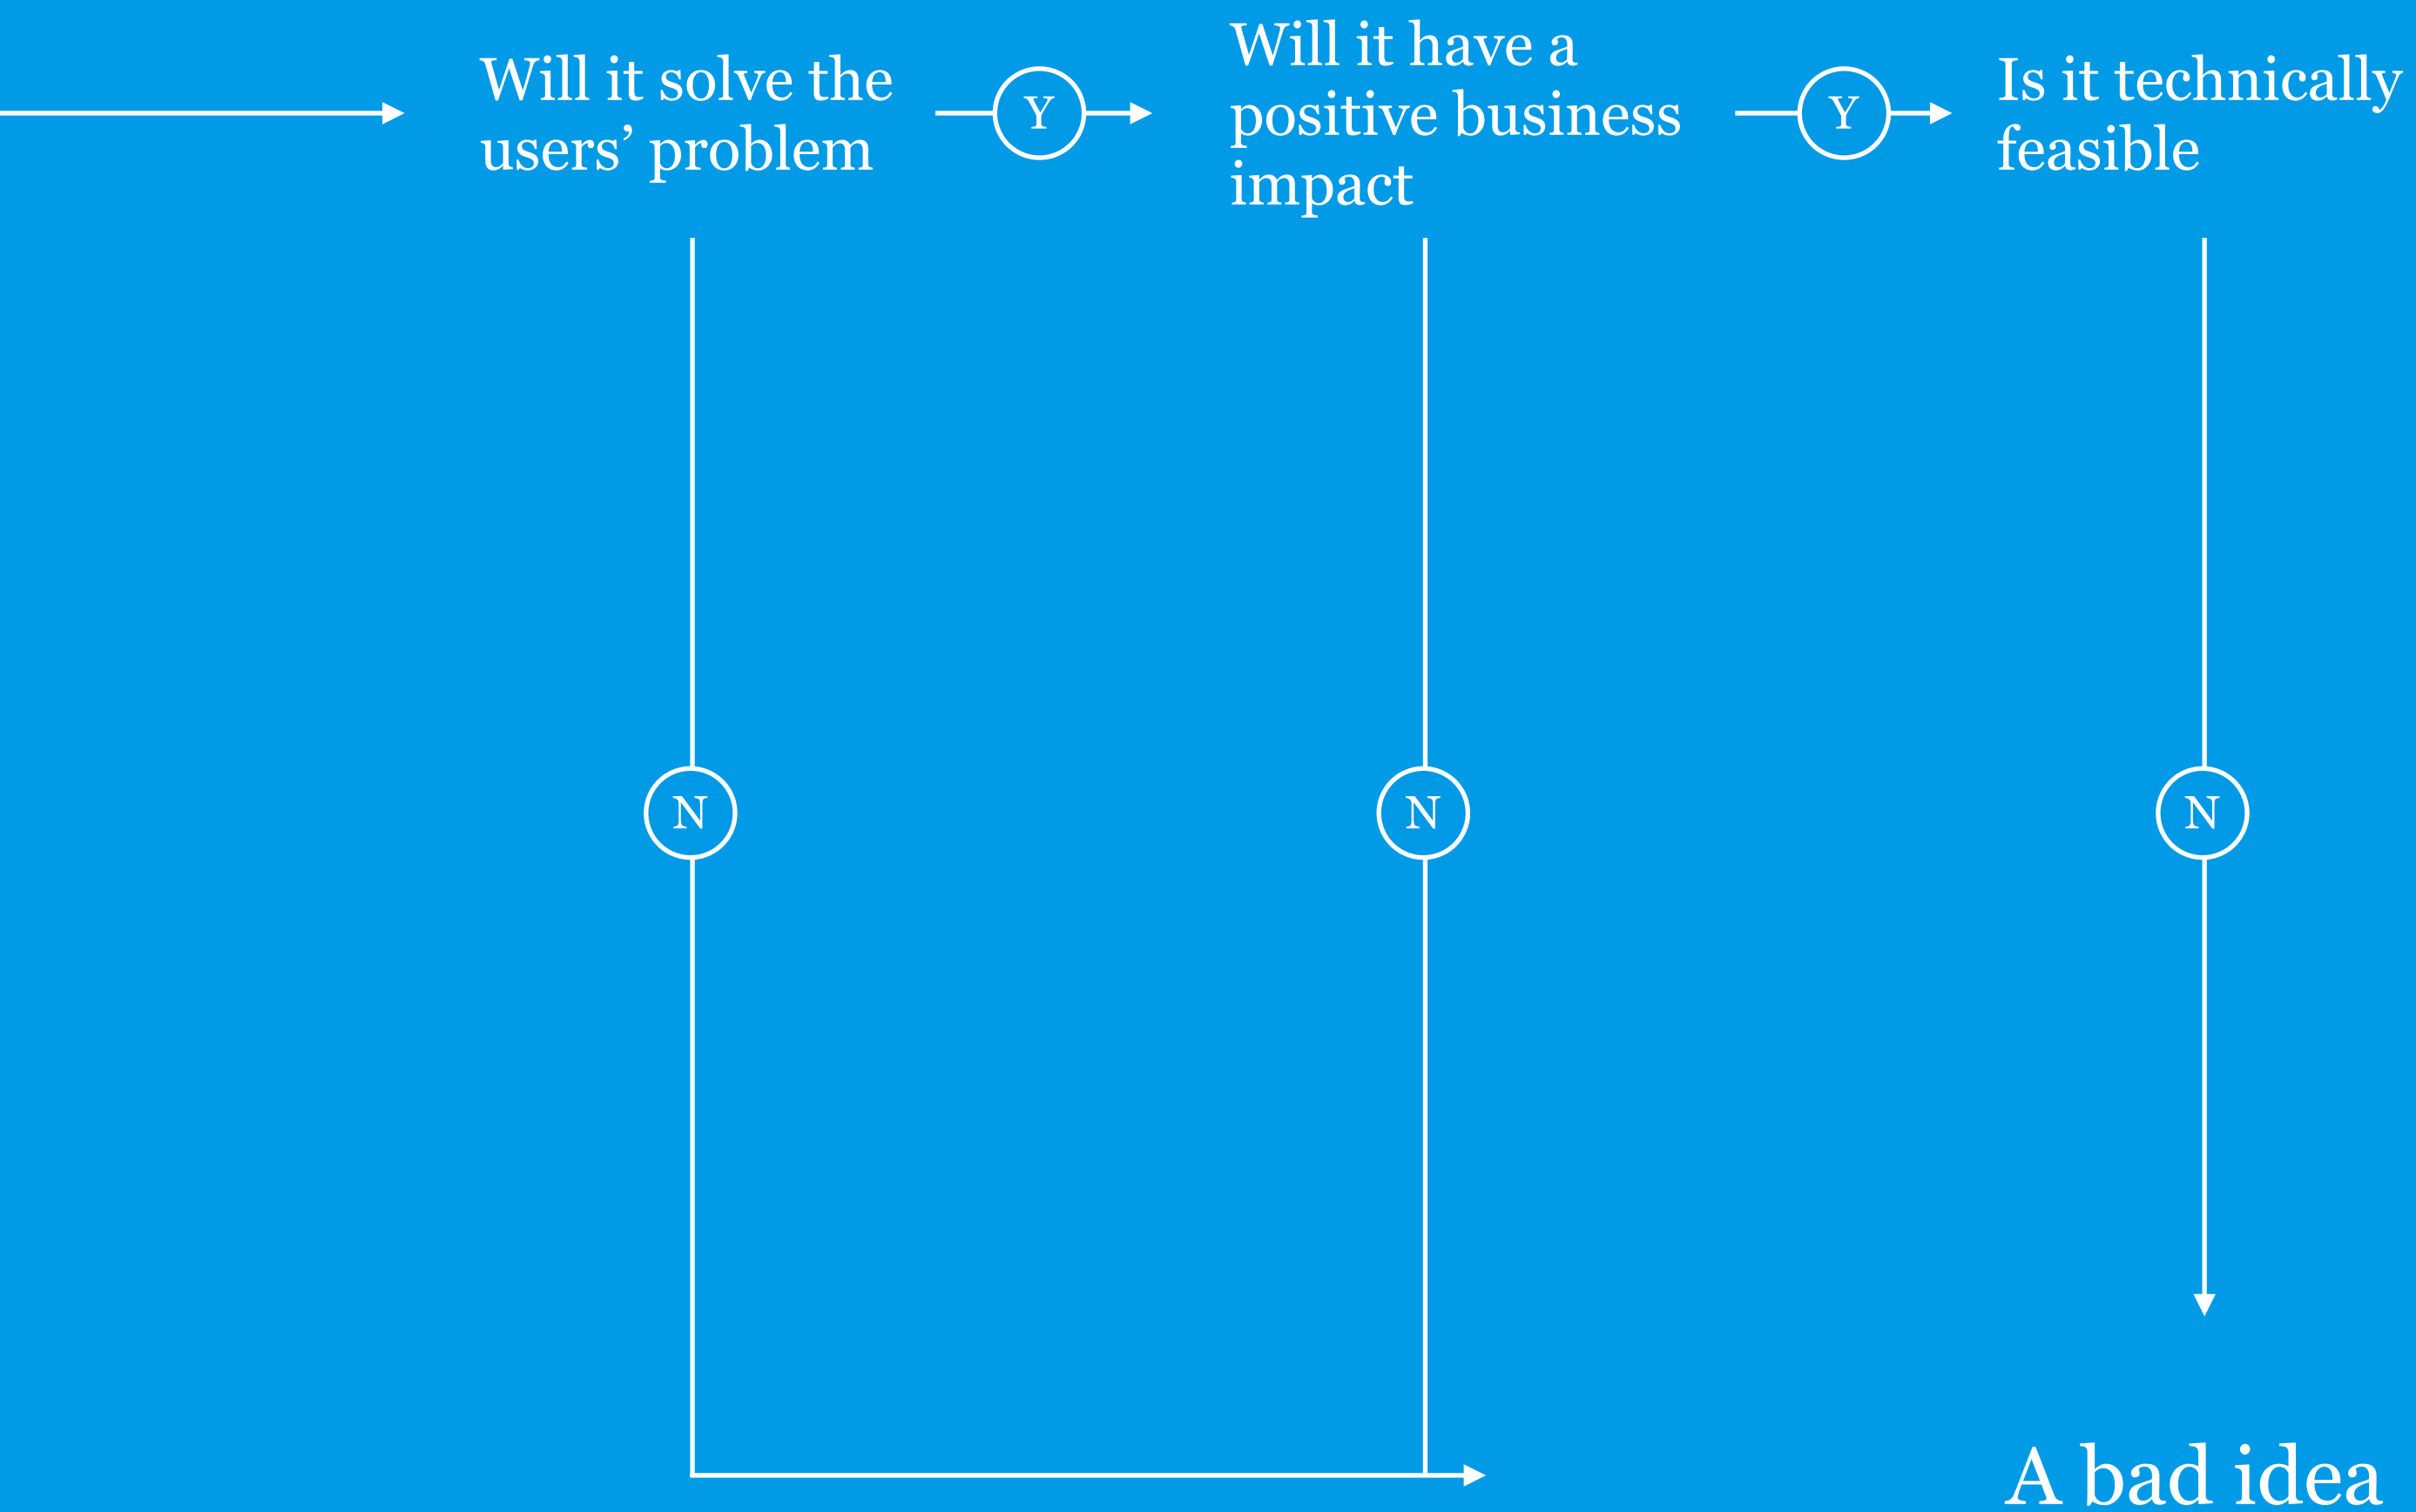 Will it solve the
users’ problem
Y
Will it have a
positive business
impact
Y
Is it technically
feasible
N
N
N
A bad idea